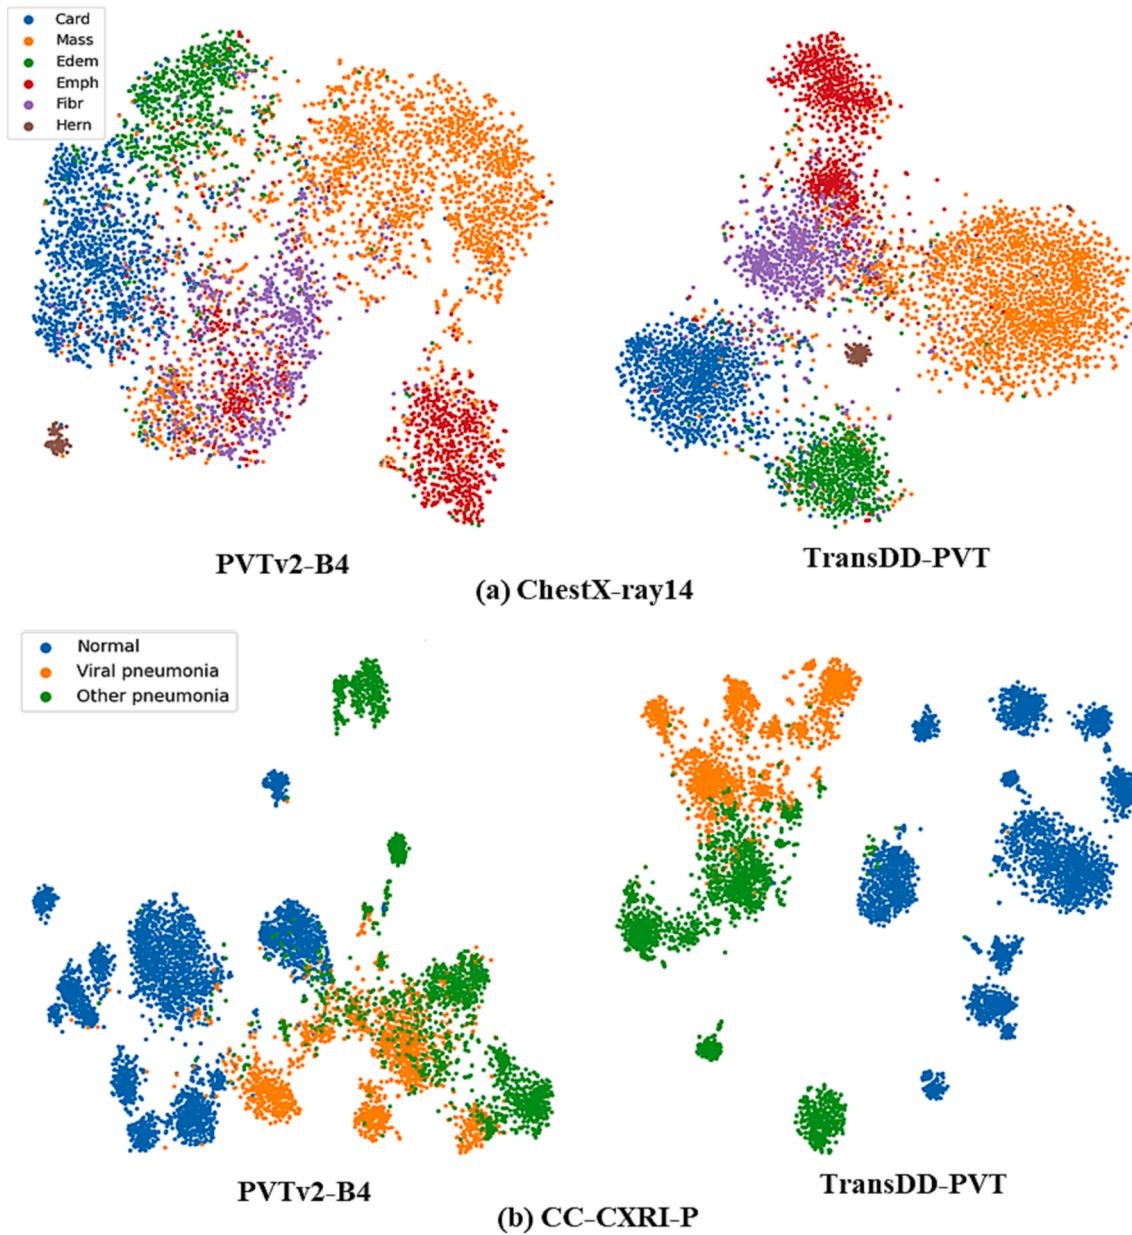 Card
Mass
Edem
Emph
Fibr
Hern
PVTv2-B4
TransDD-PVT
(a) ChestX-ray14
Normal
Viral pneumonia
Other pneumonia
PVTv2-B4
TransDD-PVT
(b) CC-CXRI-P